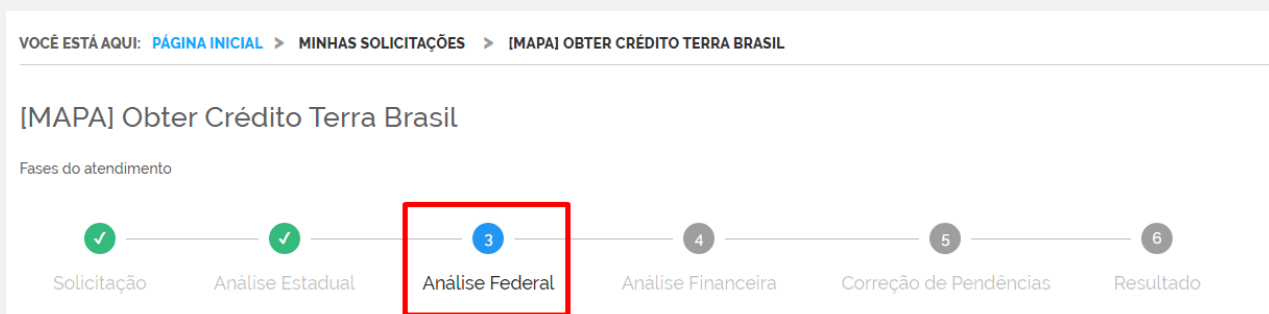 VOCÊ ESTÁ AQUI: PÁGINA INICIAL > MINHAS SOLICITAÇÕES > [MAPA] OBTER CRÉDITO TERRA BRASIL
[MAPA] Obter Crédito Terra Brasil
Fases do atendimento
3 4 5 6
Solicitação Análise Estadual Análise Federal Análise Financeira Correção de Pendências Resultado